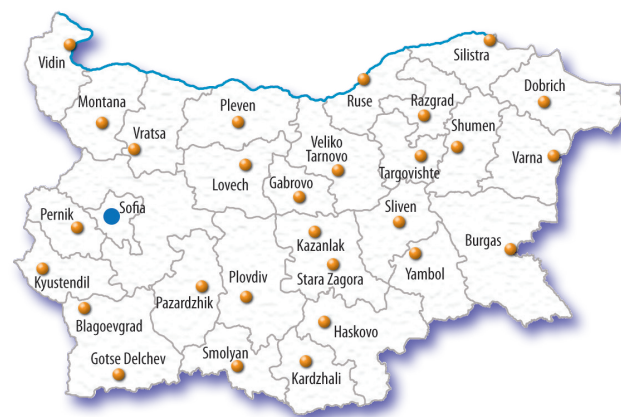 Vidin
Silistra
Dobrich
Montana
Pleven
Ruse
Razgrad
Vratsa
Shumen
Veliko
Tarnovo
Varna
Lovech
Targovishte
Gabrovo
Sofia
Pernik
Sliven
Kazanlak
Burgas
Kyustendil
Plovdiv
Stara Zagora
Yambol
Pazardzhik
Blagoevgrad
Haskovo
Gotse Delchev
Smolyan
Kardzhali